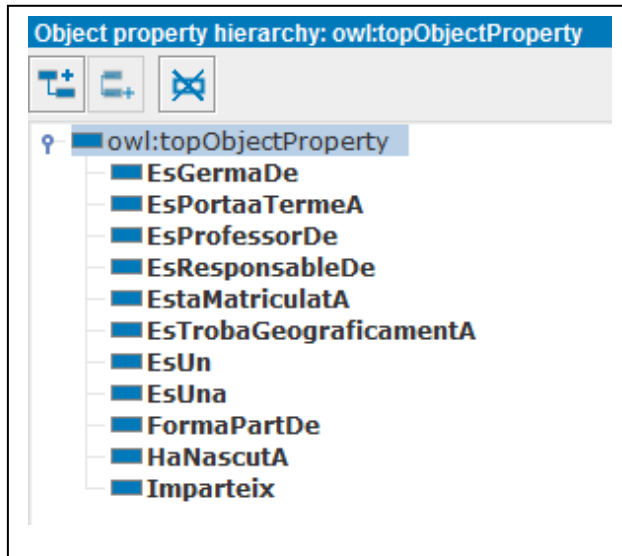 Object property hierarchy: owl:topObjectProperty
owl:topObjectProperty
EsGermaDe
EsPortaaTermeA
EsProfessorDe
EsResponsableDe
EstaMatriculatA
EsTrobaGeograficamentA
EsUn
EsUna
FormaPartDe
HaNascutA
Imparteix